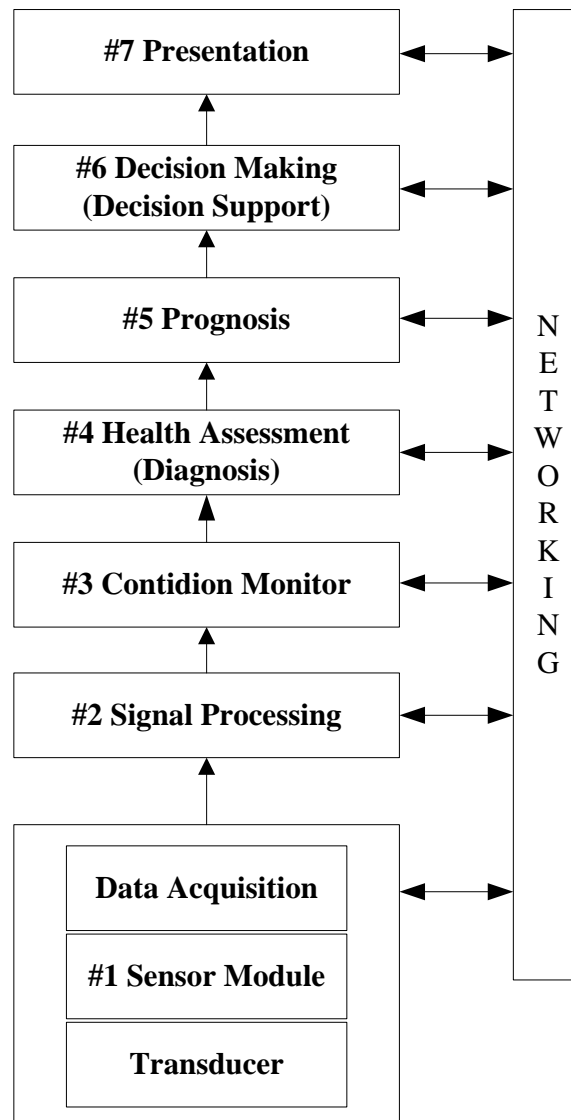 #7 Presentation
#6 Decision Making
(Decision Support)
#5 Prognosis
#4 Health Assessment
(Diagnosis)
#3 Contidion Monitor
#2 Signal Processing
Data Acquisition
#1 Sensor Module
Transducer
N
E
T
W
O
R
K
I
N
G